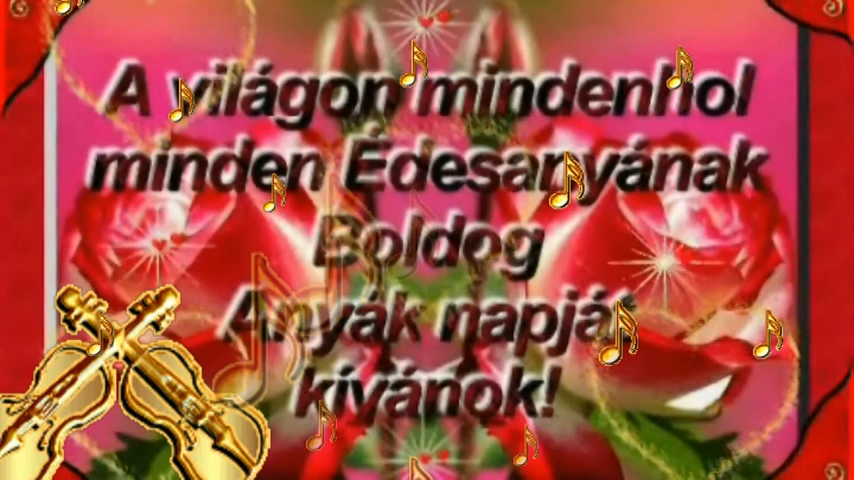 A világon mindenhol
minden Édesanyának
Boldog
Anyák napját
kívánok!